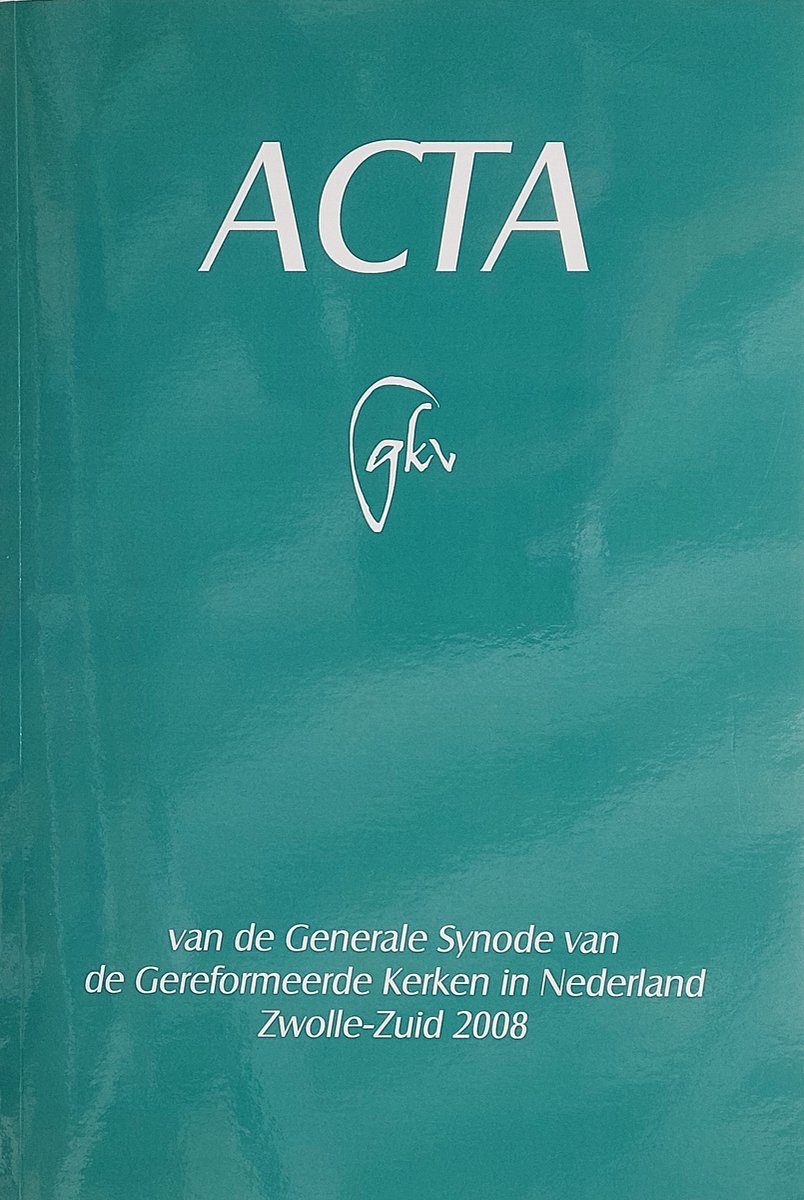 ACTA
gkv
van de Generale Synode van
de Gereformeerde Kerken in Nederland
Zwolle-Zuid 2008